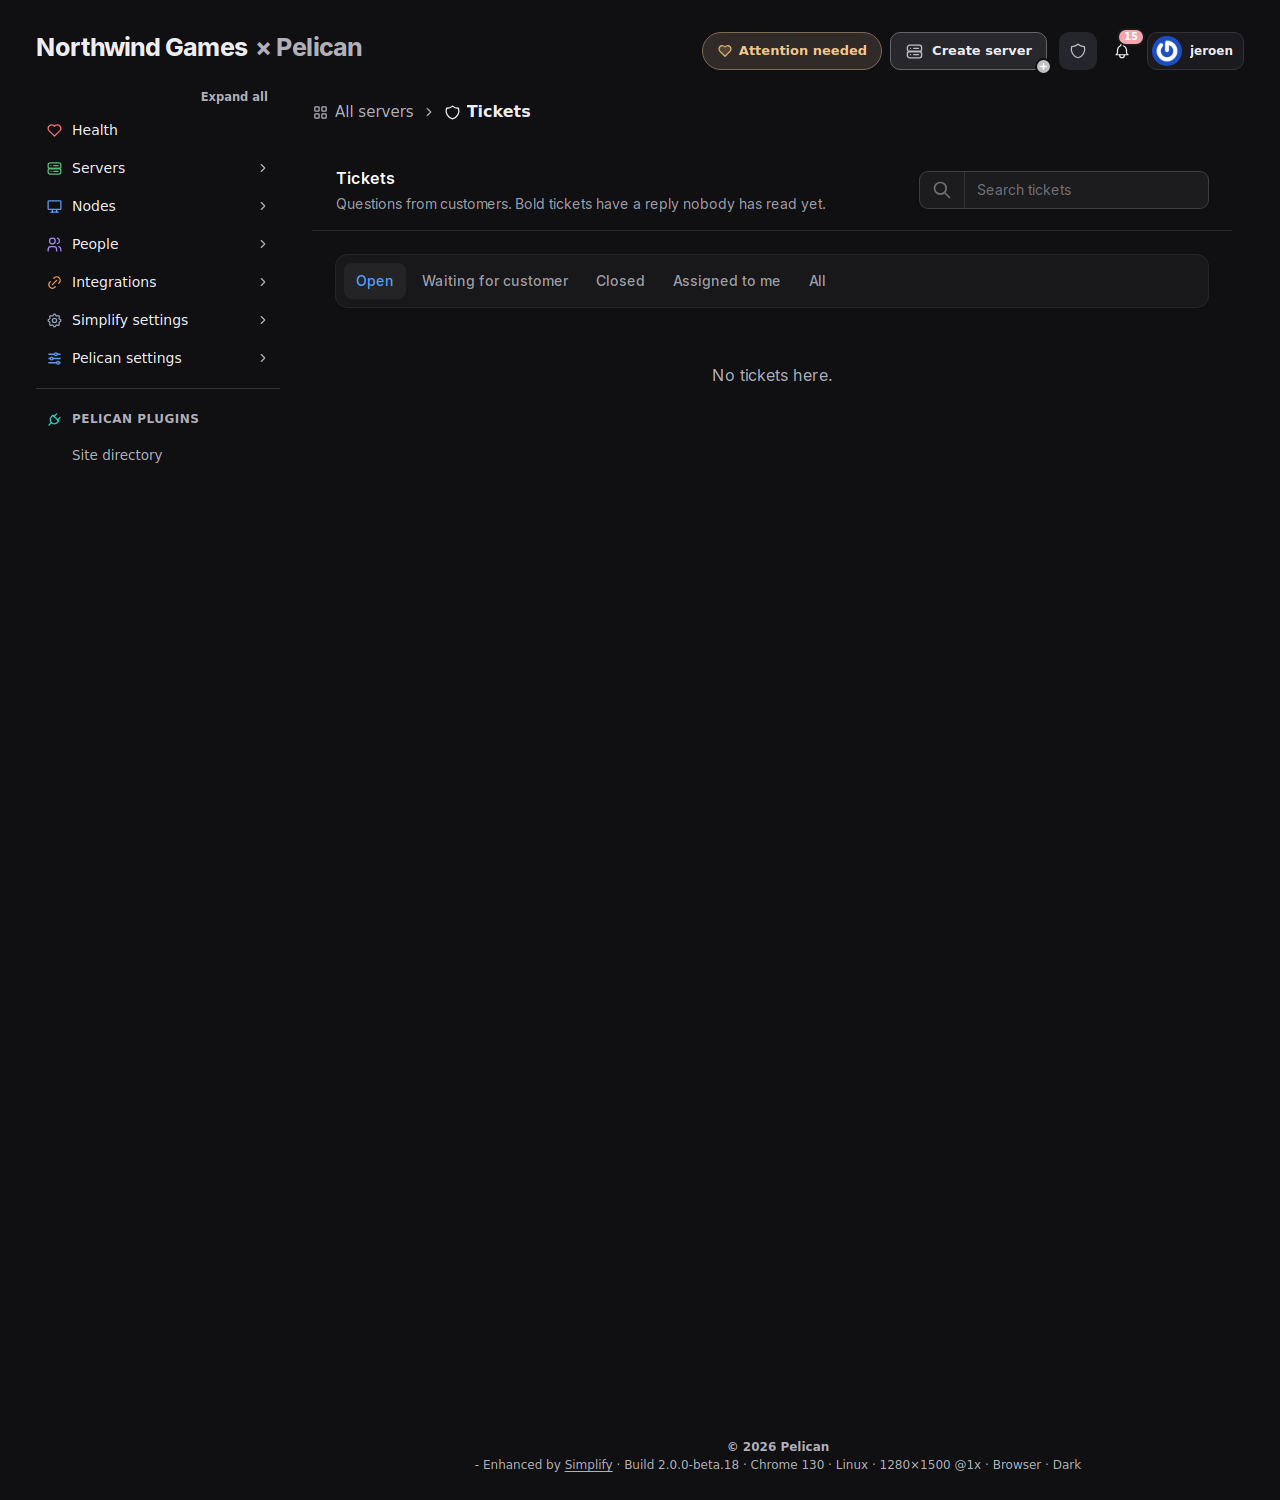 Northwind Games × Pelican
Attention needed
Create server
15
jeroen
Expand all
Health
Servers
Nodes
People
Integrations
Simplify settings
Pelican settings
PELICAN PLUGINS
Site directory
All servers
Tickets
Tickets
Questions from customers. Bold tickets have a reply nobody has read yet.
Search tickets
Open
Waiting for customer
Closed
Assigned to me
All
No tickets here.
© 2026 Pelican
- Enhanced by Simplify · Build 2.0.0-beta.18 · Chrome 130 · Linux · 1280×1500 @1x · Browser · Dark